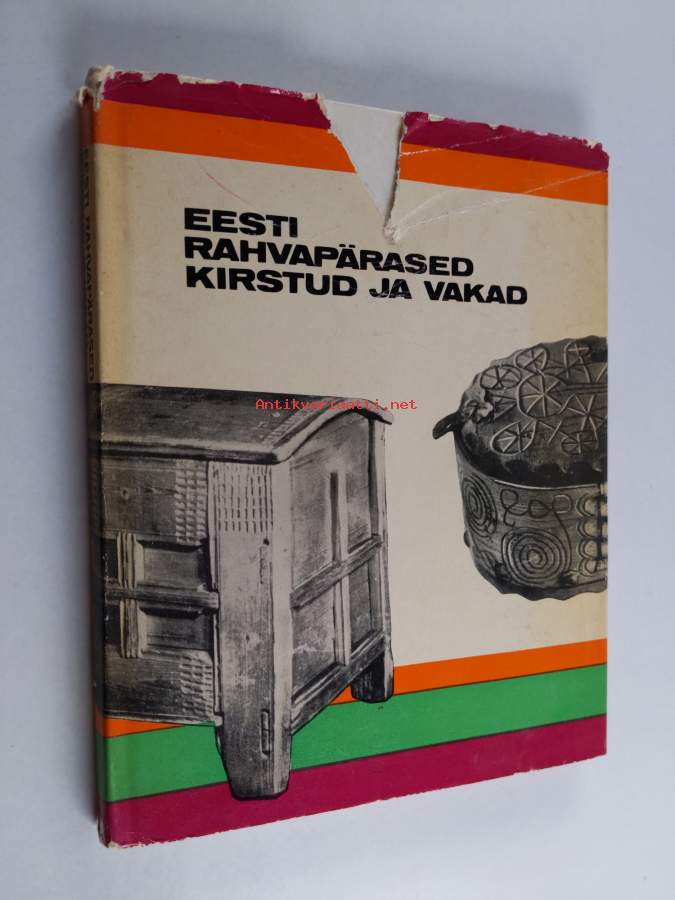 EESTI
RAHVAPÄRASED
KIRSTUD JA VAKAD
Antikvariaatti.net
EESTI RAHVAPÄRASED